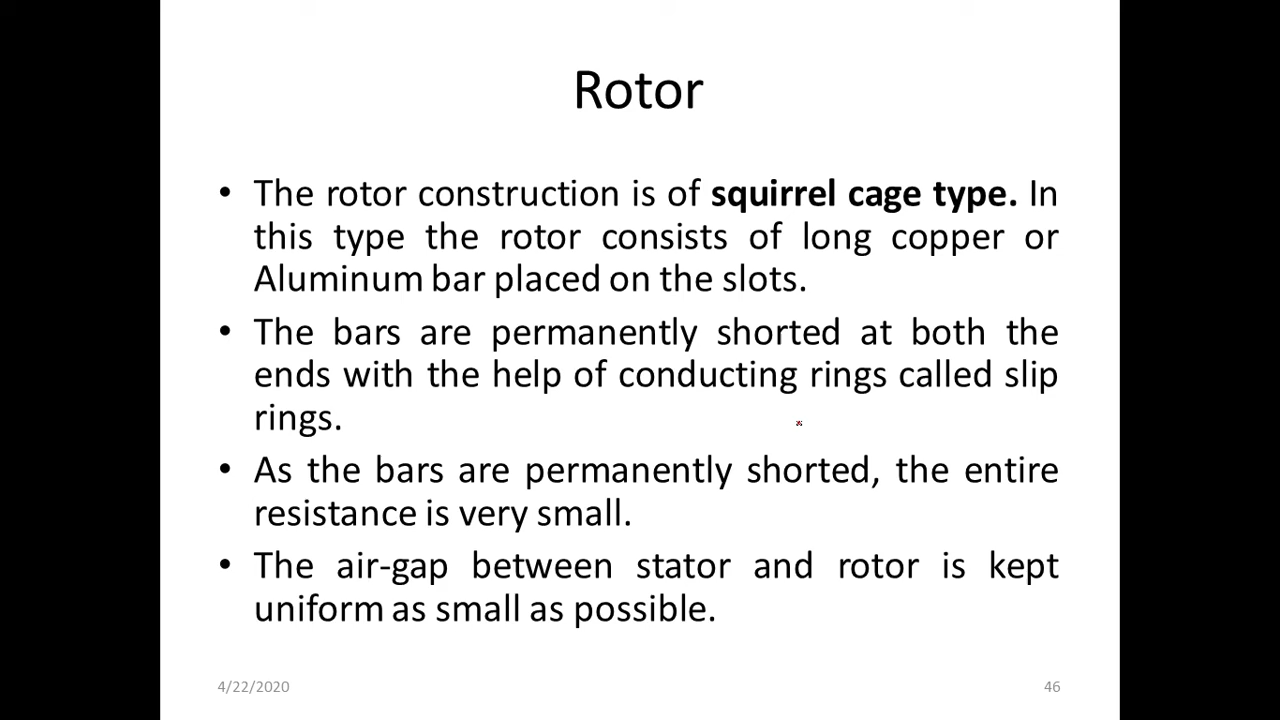 Rotor
• The rotor construction is of squirrel cage type. In
this type the rotor consists of long copper or
Aluminum bar placed on the slots.
• The bars are permanently shorted at both the
ends with the help of conducting rings called slip
rings.
• As the bars are permanently shorted, the entire
resistance is very small.
• The air-gap between stator and rotor is kept
uniform as small as possible.
4/22/2020
46